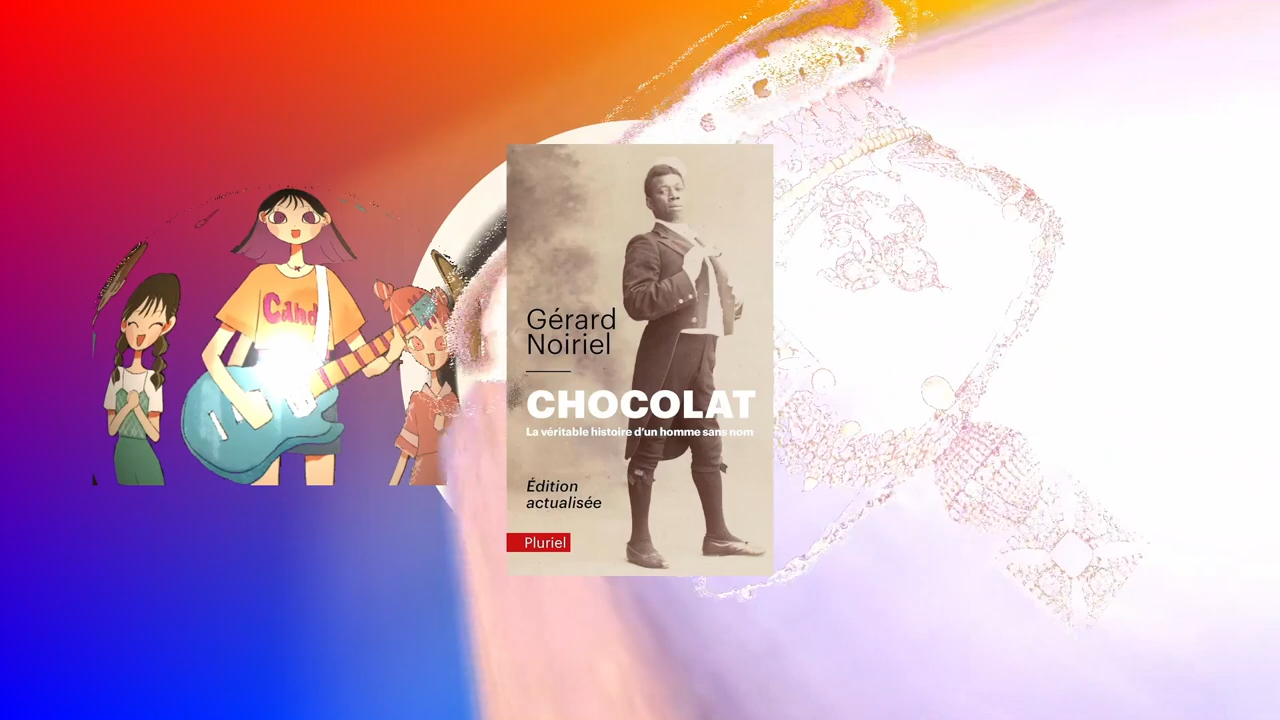 Cand
Gérard
Noiriel
CHOCOLAT
La véritable histoire d'un homme sans nom
Édition
actualisée
Pluriel